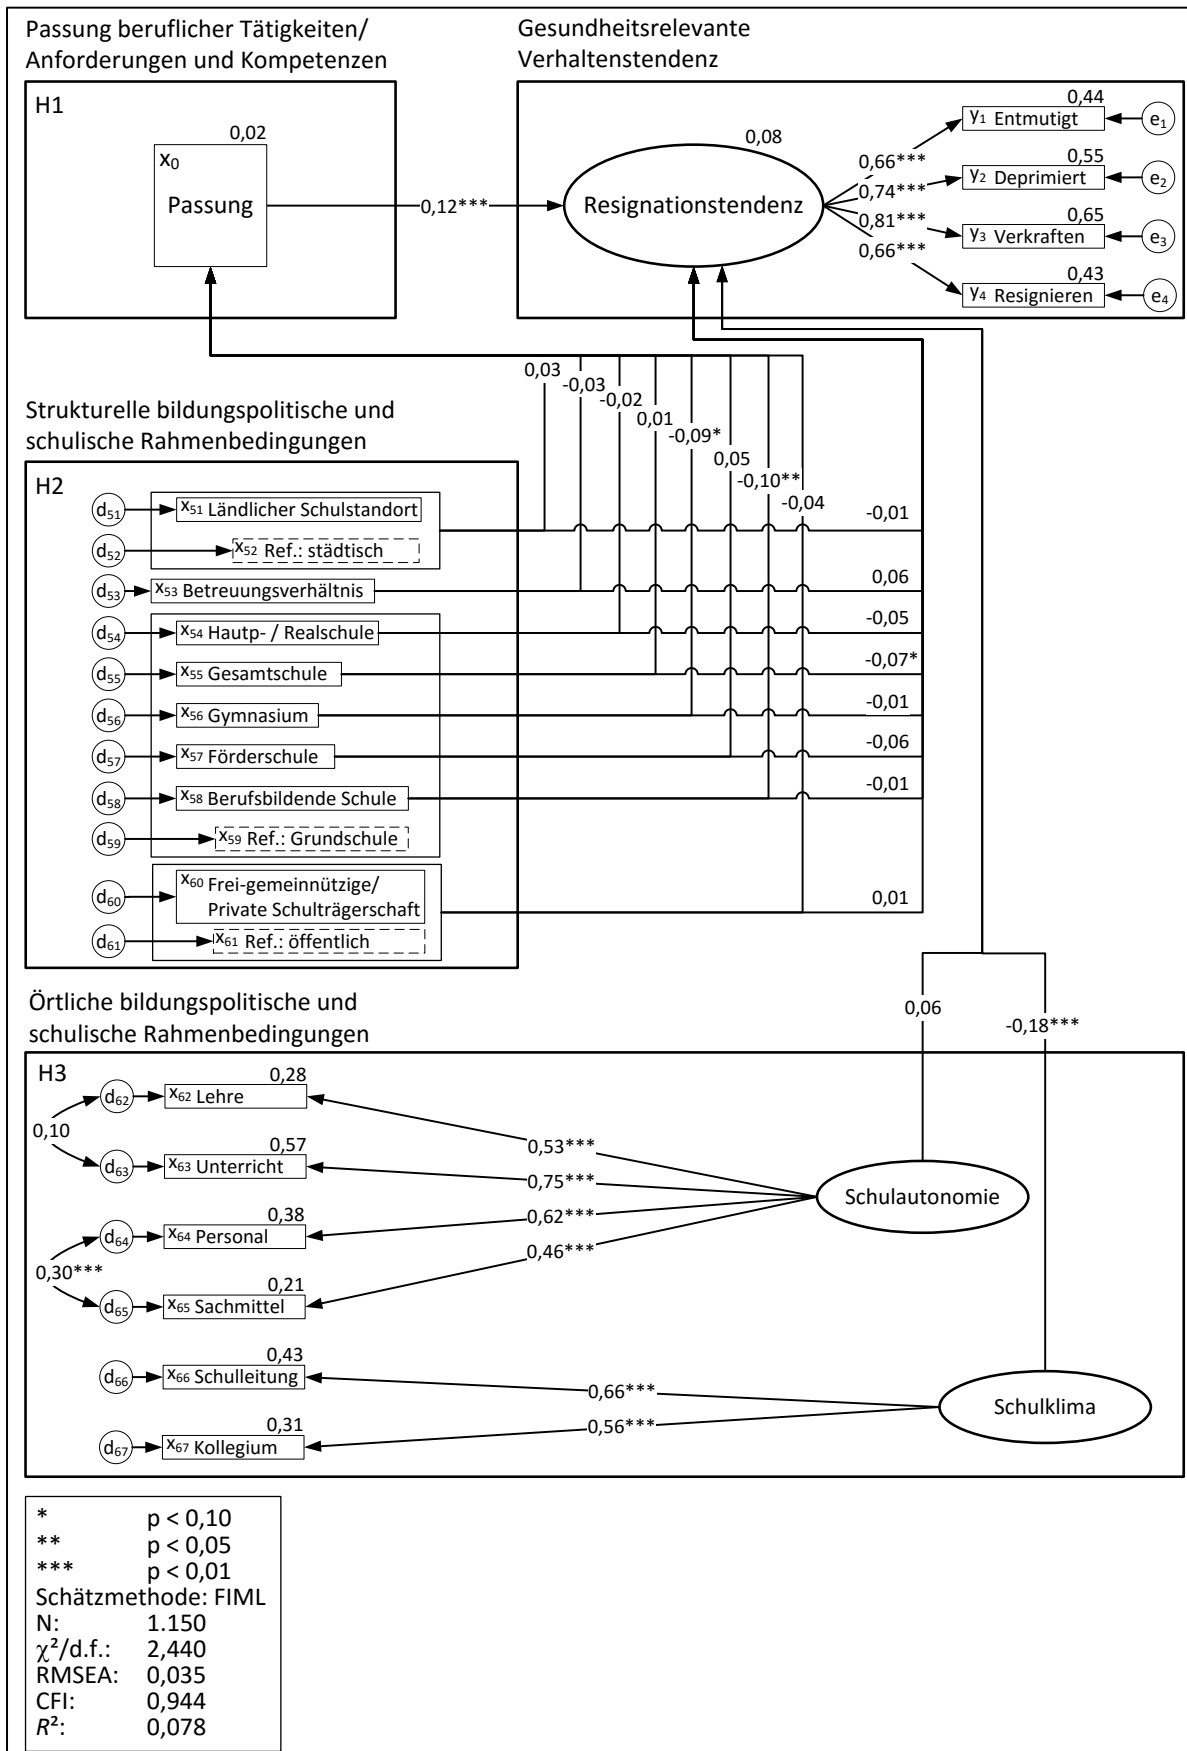 Passung beruflicher Tätigkeiten/
Anforderungen und Kompetenzen
H1
0,02
x0
Passung
0,12***
Gesundheitsrelevante
Verhaltenstendenz
0,08
Resignationstendenz
0,66***
0,74***
0,81***
0,66***
0,44
y1 Entmutigt
e1
0,55
y2 Deprimiert
e2
0,65
y3 Verkraften
e3
0,43
y4 Resignieren
e4
0,03
-0,03
-0,02
0,01
-0,09*
0,05
-0,10**
-0,04
Strukturelle bildungspolitische und
schulische Rahmenbedingungen
H2
d51
x51 Ländlicher Schulstandort
-0,01
d52
x52 Ref.: städtisch
d53
x53 Betreuungsverhältnis
0,06
d54
x54 Hautp- / Realschule
-0,05
d55
x55 Gesamtschule
-0,07*
d56
x56 Gymnasium
-0,01
d57
x57 Förderschule
-0,06
d58
x58 Berufsbildende Schule
-0,01
d59
x59 Ref.: Grundschule
d60
x60 Frei-gemeinnützige/
Private Schulträgerschaft
0,01
d61
x61 Ref.: öffentlich
Örtliche bildungspolitische und
schulische Rahmenbedingungen
0,06
-0,18***
H3
0,28
d62
x62 Lehre
0,10
0,53***
0,57
d63
x63 Unterricht
0,75***
Schulautonomie
0,38
d64
x64 Personal
0,62***
0,30***
0,46***
0,21
d65
x65 Sachmittel
0,43
d66
x66 Schulleitung
0,66***
Schulklima
0,31
d67
x67 Kollegium
0,56***
* p < 0,10
** p < 0,05
*** p < 0,01
Schätzmethode: FIML
N: 1.150
χ²/d.f.: 2,440
RMSEA: 0,035
CFI: 0,944
R²: 0,078